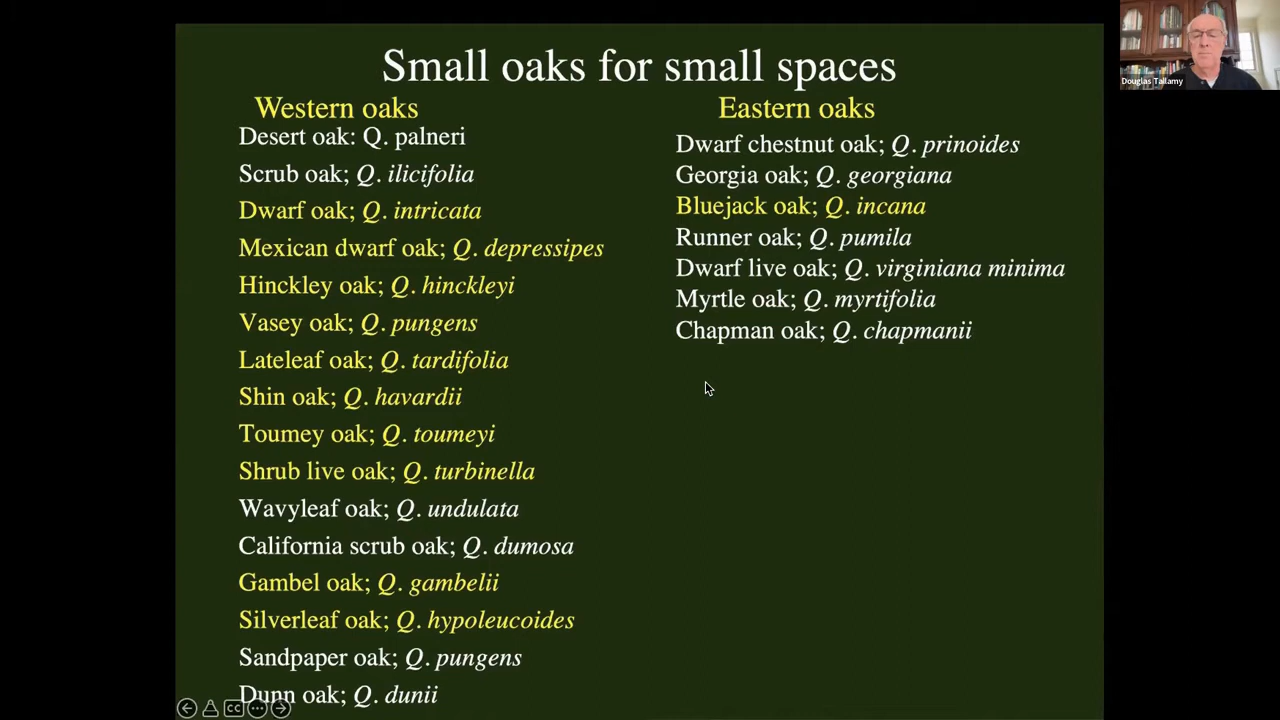 Small oaks for small spaces
Western oaks
Desert oak: Q. palneri
Scrub oak; Q. ilicifolia
Dwarf oak; Q. intricata
Mexican dwarf oak; Q. depressipes
Hinckley oak; Q. hinckleyi
Vasey oak; Q. pungens
Lateleaf oak; Q. tardifolia
Shin oak; Q. havardii
Toumey oak; Q. toumeyi
Shrub live oak; Q. turbinella
Wavyleaf oak; Q. undulata
California scrub oak; Q. dumosa
Gambel oak; Q. gambelii
Silverleaf oak; Q. hypoleucoides
Sandpaper oak; Q. pungens
Dunn oak; Q. dunii
Eastern oaks
Dwarf chestnut oak; Q. prinoides
Georgia oak; Q. georgiana
Bluejack oak; Q. incana
Runner oak; Q. pumila
Dwarf live oak; Q. virginiana minima
Myrtle oak; Q. myrtifolia
Chapman oak; Q. chapmanii
Douglas Tallamy
CC